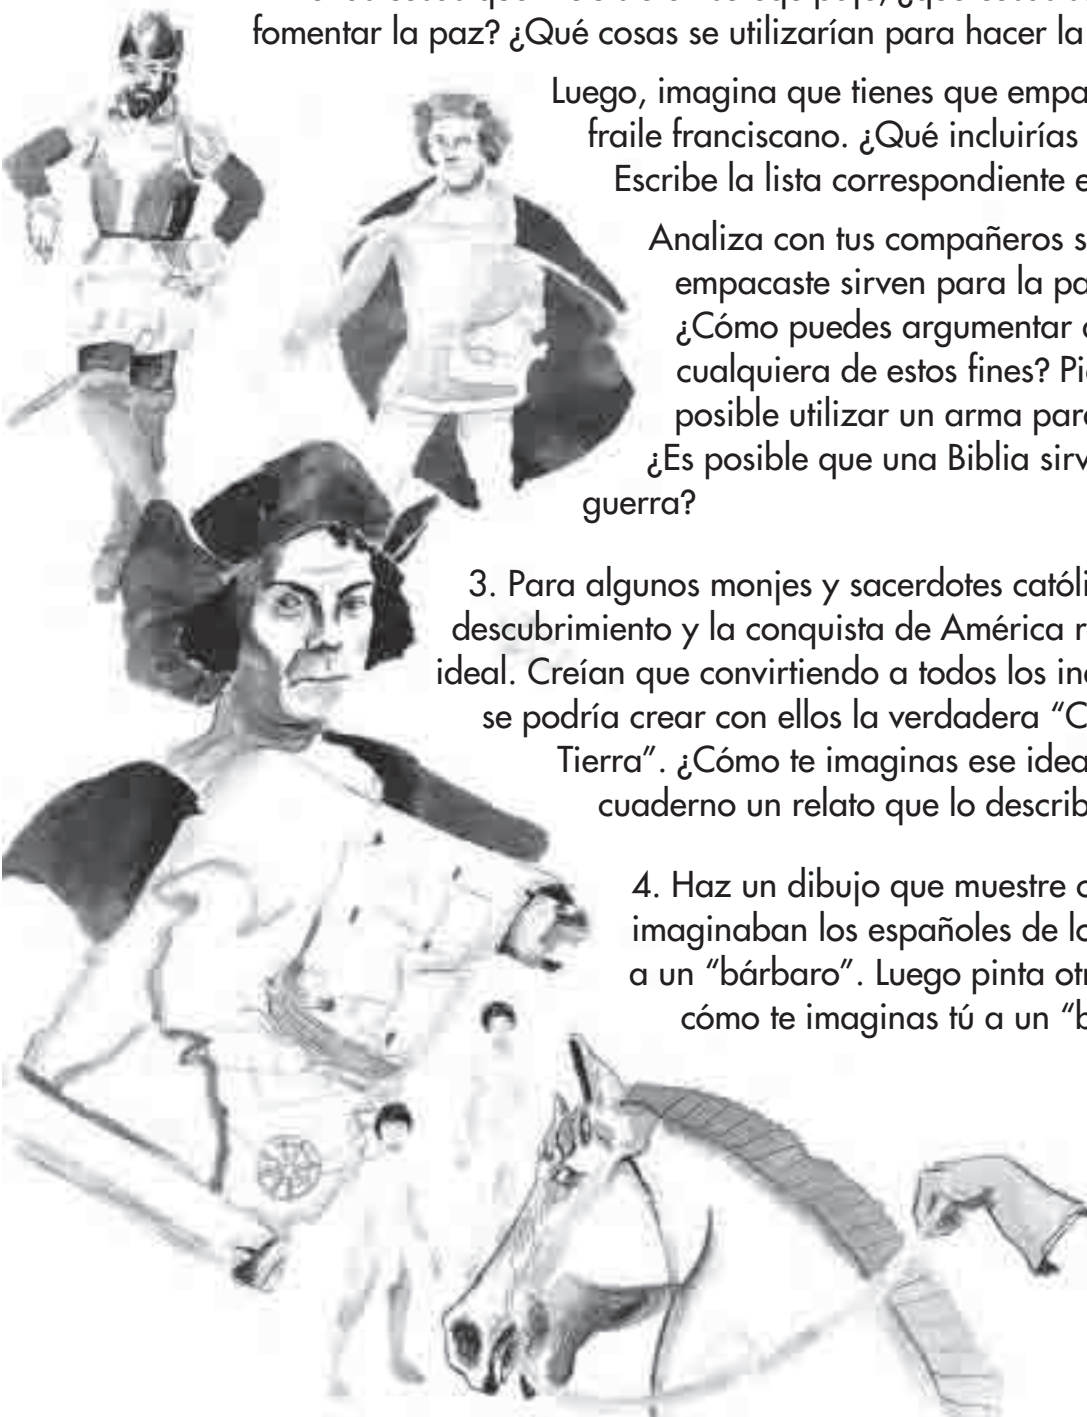 fomentar la paz? ¿Qué cosas se utilizarían para hacer la
Luego, imagina que tienes que empa
fraile franciscano. ¿Qué incluirías
Escribe la lista correspondiente e
Analiza con tus compañeros s
empacaste sirven para la pa
¿Cómo puedes argumentar
cualquiera de estos fines? Pi
posible utilizar un arma par
¿Es posible que una Biblia sirv
guerra?
3. Para algunos monjes y sacerdotes catól
descubrimiento y la conquista de América r
ideal. Creían que convirtiendo a todos los in
se podría crear con ellos la verdadera “C
Tierra”. ¿Cómo te imaginas ese idea
cuaderno un relato que lo describ
4. Haz un dibujo que muestre
imaginaban los españoles de l
a un “bárbaro”. Luego pinta ot
cómo te imaginas tú a un “b